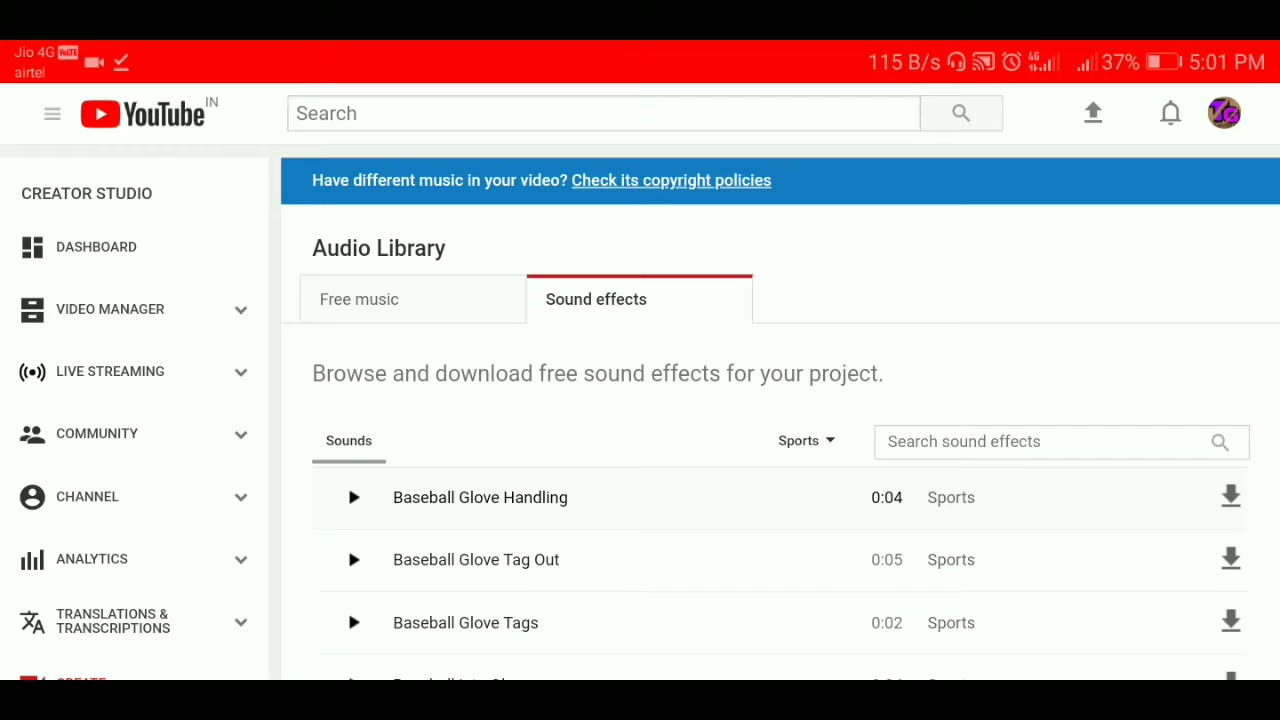 Jio 4G VoLTE
airtel
115 B/s 4G 37% 5:01 PM
YouTube IN
Search
CREATOR STUDIO
DASHBOARD
VIDEO MANAGER
LIVE STREAMING
COMMUNITY
CHANNEL
ANALYTICS
TRANSLATIONS &
TRANSCRIPTIONS
CREATE
Have different music in your video? Check its copyright policies
Audio Library
Free music Sound effects
Browse and download free sound effects for your project.
Sounds Sports Search sound effects
Baseball Glove Handling 0:04 Sports
Baseball Glove Tag Out 0:05 Sports
Baseball Glove Tags 0:02 Sports